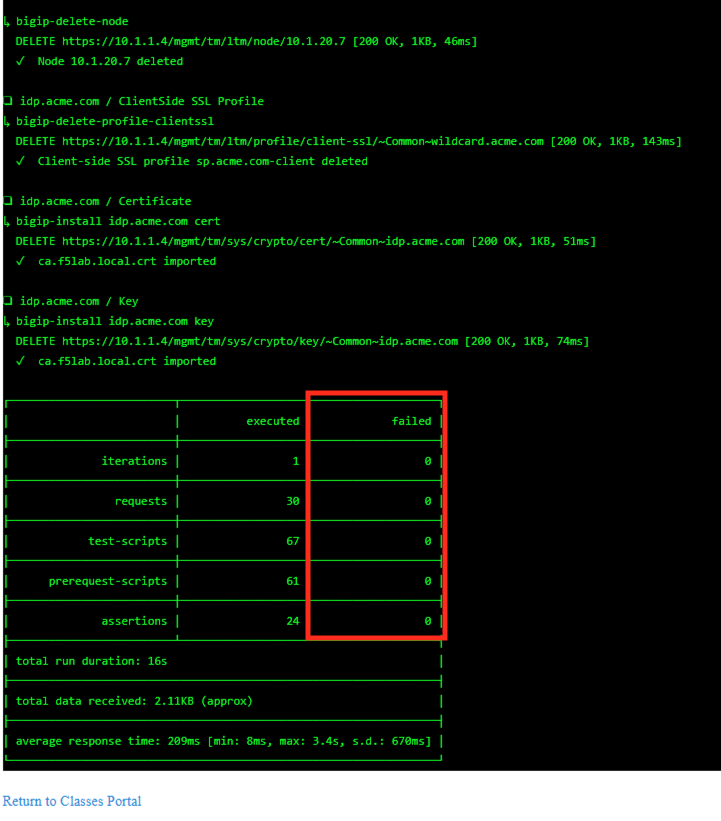 ↳ bigip-delete-node
DELETE https://10.1.1.4/mgmt/tm/ltm/node/10.1.20.7 [200 OK, 1KB, 46ms]
✓ Node 10.1.20.7 deleted
❏ idp.acme.com / ClientSide SSL Profile
↳ bigip-delete-profile-clientssl
DELETE https://10.1.1.4/mgmt/tm/ltm/profile/client-ssl/~Common~wildcard.acme.com [200 OK, 1KB, 143ms]
✓ Client-side SSL profile sp.acme.com-client deleted
❏ idp.acme.com / Certificate
↳ bigip-install idp.acme.com cert
DELETE https://10.1.1.4/mgmt/tm/sys/crypto/cert/~Common~idp.acme.com [200 OK, 1KB, 51ms]
✓ ca.f5lab.local.crt imported
❏ idp.acme.com / Key
↳ bigip-install idp.acme.com key
DELETE https://10.1.1.4/mgmt/tm/sys/crypto/key/~Common~idp.acme.com [200 OK, 1KB, 74ms]
✓ ca.f5lab.local.crt imported
executed failed
iterations 1 0
requests 30 0
test-scripts 67 0
prerequest-scripts 61 0
assertions 24 0
total run duration: 16s
total data received: 2.11KB (approx)
average response time: 209ms [min: 8ms, max: 3.4s, s.d.: 670ms]
Return to Classes Portal